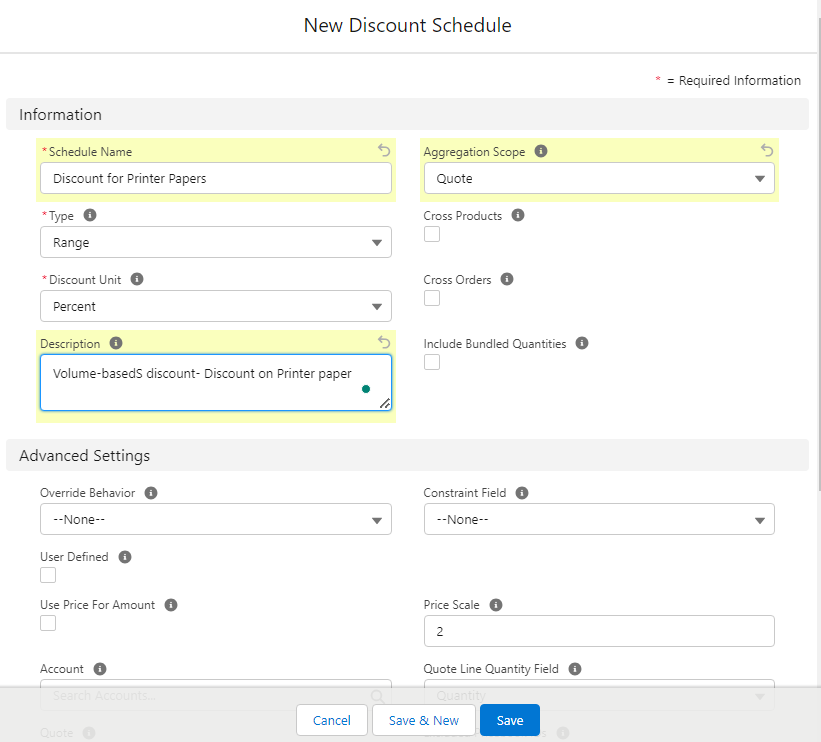 New Discount Schedule
* = Required Information
Information
*Schedule Name
Aggregation Scope
Discount for Printer Papers
Quote
*Type
Cross Products
Range
*Discount Unit
Cross Orders
Percent
Description
Include Bundled Quantities
Volume-basedS discount- Discount on Printer paper
Advanced Settings
Override Behavior
Constraint Field
--None--
--None--
User Defined
Use Price For Amount
Price Scale
2
Account
Quote Line Quantity Field
Search Accounts...
Quantity
Cancel
Save & New
Save
Quote